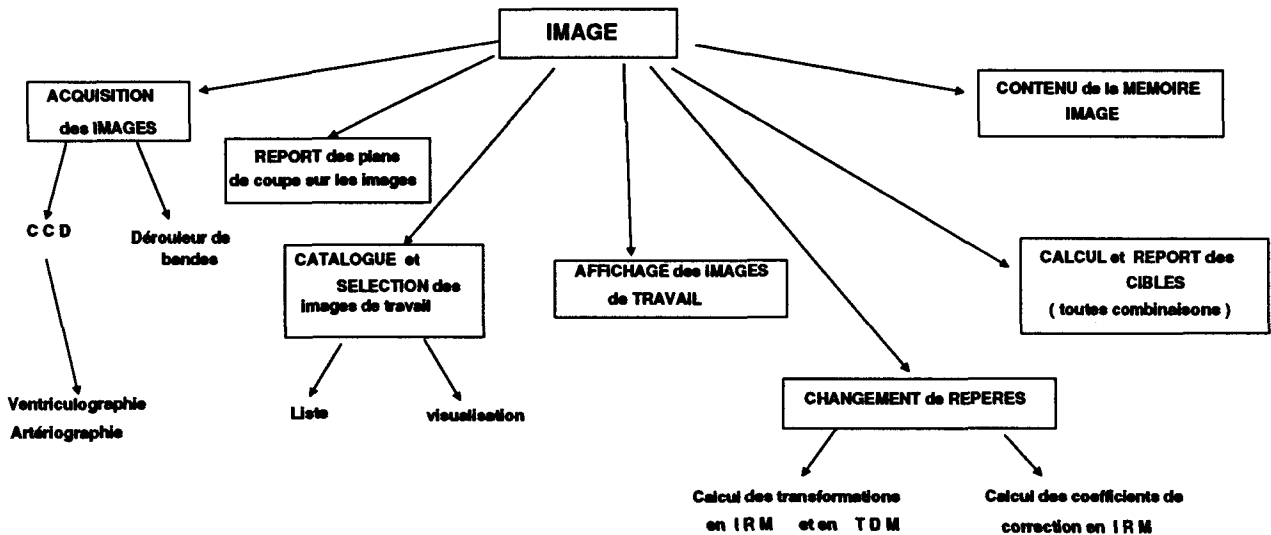 IMAGE
ACQUISITION
des IMAGES
CONTENU de la MEMOIRE
IMAGE
REPORT des plans
de coupe sur les images
C C D
Dérouleur de
bandes
CATALOGUE et
SELECTION des
images de travail
AFFICHAGE des IMAGES
de TRAVAIL
CALCUL et REPORT des
CIBLES
( toutes combinaisons )
Ventriculographie
Artériographie
Liste
visualisation
CHANGEMENT de REPERES
Calcul des transformations
en I R M et en T D M
Calcul des coefficients de
correction en I R M